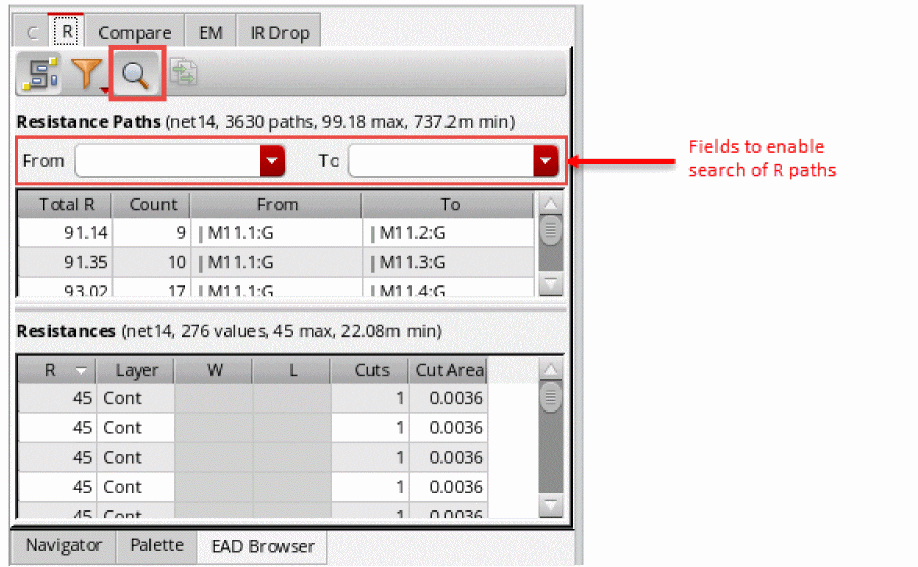 C R Compare EM IR Drop
Resistance Paths (net14, 3630 paths, 99.18 max, 737.2m min)
From To
Fields to enable
search of R paths
Total R Count From To
91.14 9 | M11.1:G | M11.2:G
91.35 10 | M11.1:G | M11.3:G
93.02 17 | M11.1:G | M11.4:G
Resistances (net14, 276 values, 45 max, 22.08m min)
R Layer W L Cuts Cut Area
45 Cont 1 0.0036
45 Cont 1 0.0036
45 Cont 1 0.0036
45 Cont 1 0.0036
45 Cont 1 0.0036
Navigator Palette EAD Browser